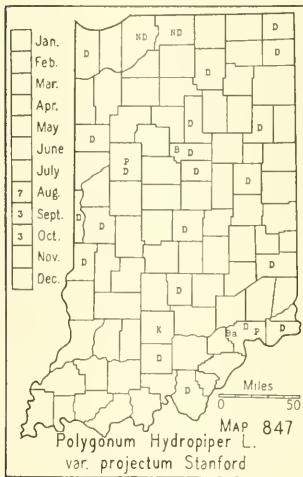 Jan.
Feb.
Mar.
Apr.
May
June
July
7 Aug.
3 Sept.
3 Oct.
Nov.
Dec.
ND ND D
D D D
D D D
B D
P
D D D
D D D
D
D
K D P D
Ba
D
D
Miles
0 50
MAP 847
Polygonum Hydropiper L.
var. projectum Stanford